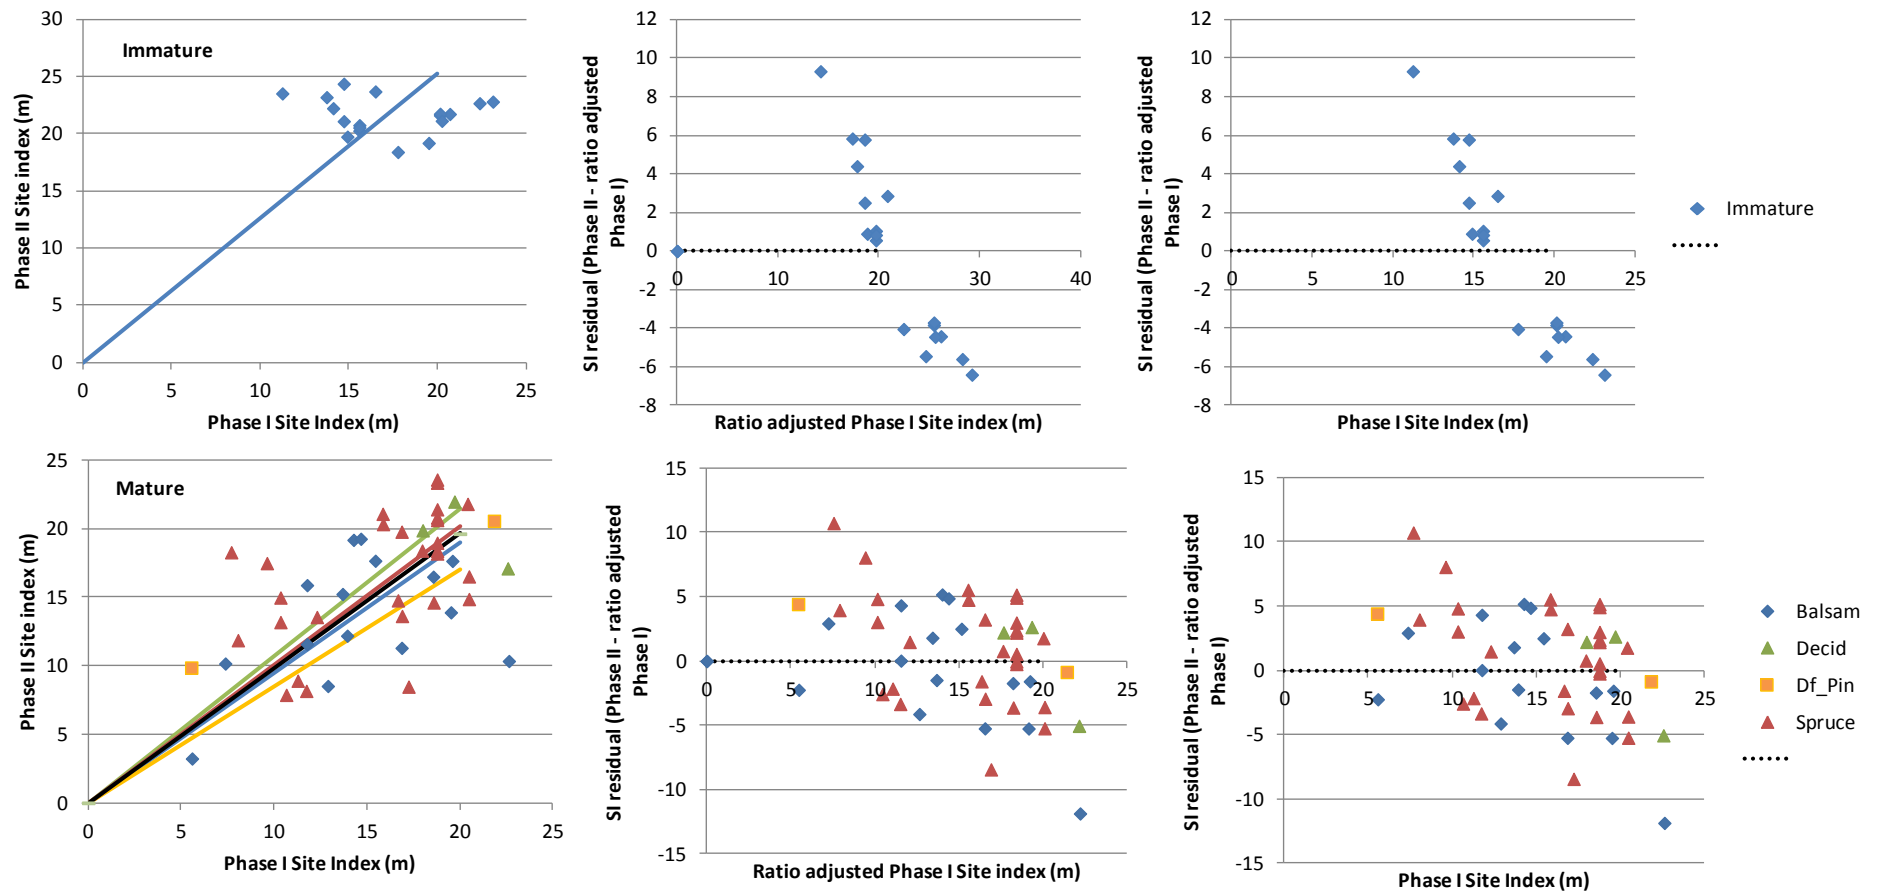 Immature
30
25
20
15
10
5
0
0 5 10 15 20 25
Phase II Site index (m)
Phase I Site Index (m)
12
10
8
6
4
2
0
-2
-4
-6
-8
0 10 20 30 40
SI residual (Phase II - ratio adjusted
Phase I)
Ratio adjusted Phase I Site index (m)
12
10
8
6
4
2
0
-2
-4
-6
-8
0 5 10 15 20 25
SI residual (Phase II - ratio adjusted
Phase I)
Phase I Site Index (m)
Immature
Mature
25
20
15
10
5
0
0 5 10 15 20 25
Phase II Site index (m)
Phase I Site Index (m)
15
10
5
0
-5
-10
-15
0 5 10 15 20 25
SI residual (Phase II - ratio adjusted
Phase I)
Ratio adjusted Phase I Site index (m)
15
10
5
0
-5
-10
-15
0 5 10 15 20 25
SI residual (Phase II - ratio adjusted
Phase I)
Phase I Site Index (m)
Balsam
Decid
Df_Pin
Spruce